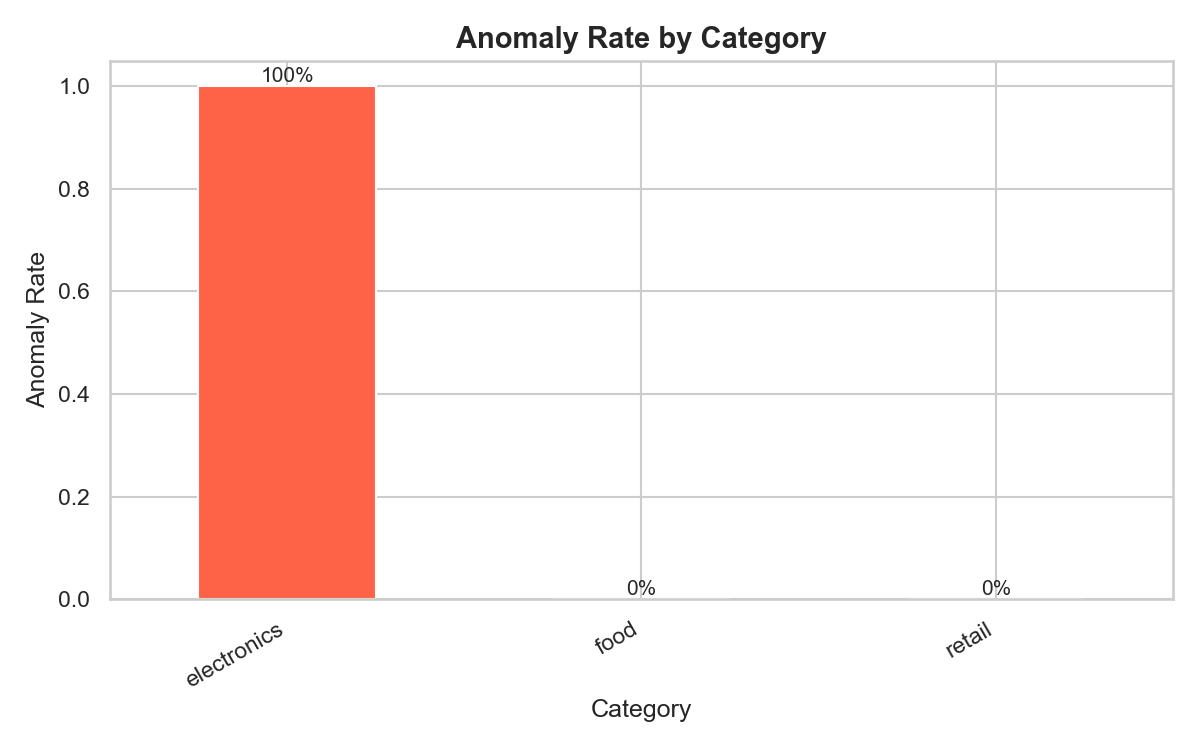 Anomaly Rate by Category
100%
1.0
0.8
0.6
0.4
0.2
0.0
Anomaly Rate
0%
0%
electronics
food
retail
Category